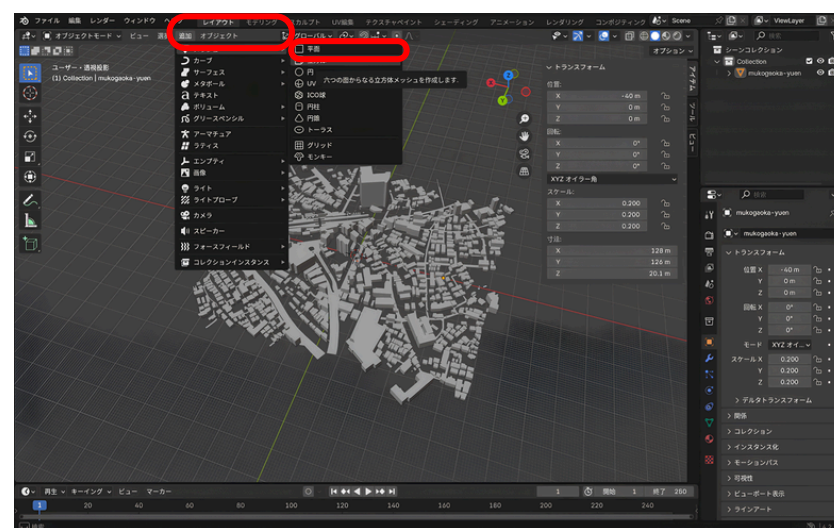 ファイル 編集 レンダー ウィンドウ
レイアウト モデリング スカルプト UV編集 テクスチャペイント シェーディング アニメーション レンダリング コンポジティング Scene ViewLayer
オブジェクトモード ビュー 追加 オブジェクト グローバル 検索
オプション
ユーザー・透視投影
(1) Collection | mukogaoka-yuen
カーブ
サーフェス
メタボール
テキスト
ボリューム
グリースペンシル
アーマチュア
ラティス
エンプティ
画像
ライト
ライトプローブ
カメラ
スピーカー
フォースフィールド
コレクションインスタンス
平面
円
UV
六つの面からなる立方体メッシュを作成します.
ICO球
円柱
円錐
トーラス
グリッド
モンキー
トランスフォーム
位置:
X -40 m
Y 0 m
Z 0 m
回転:
X 0°
Y 0°
Z 0°
XYZ オイラー角
スケール:
X 0.200
Y 0.200
Z 0.200
寸法:
X 128 m
Y 126 m
Z 20.1 m
アイテム
ツール
ビュー
シーンコレクション
Collection
mukogaoka-yuen
検索
mukogaoka-yuen
mukogaoka-yuen
トランスフォーム
位置 X -40 m
Y 0 m
Z 0 m
回転 X 0°
Y 0°
Z 0°
モード XYZ オイ...
スケール X 0.200
Y 0.200
Z 0.200
デルタトランスフォーム
関係
コレクション
インスタンス化
モーションパス
可視性
ビューポート表示
ラインアート
再生 キーイング ビュー マーカー 1 開始 1 終了 250
1 20 40 60 80 100 120 140 160 180 200 220 240